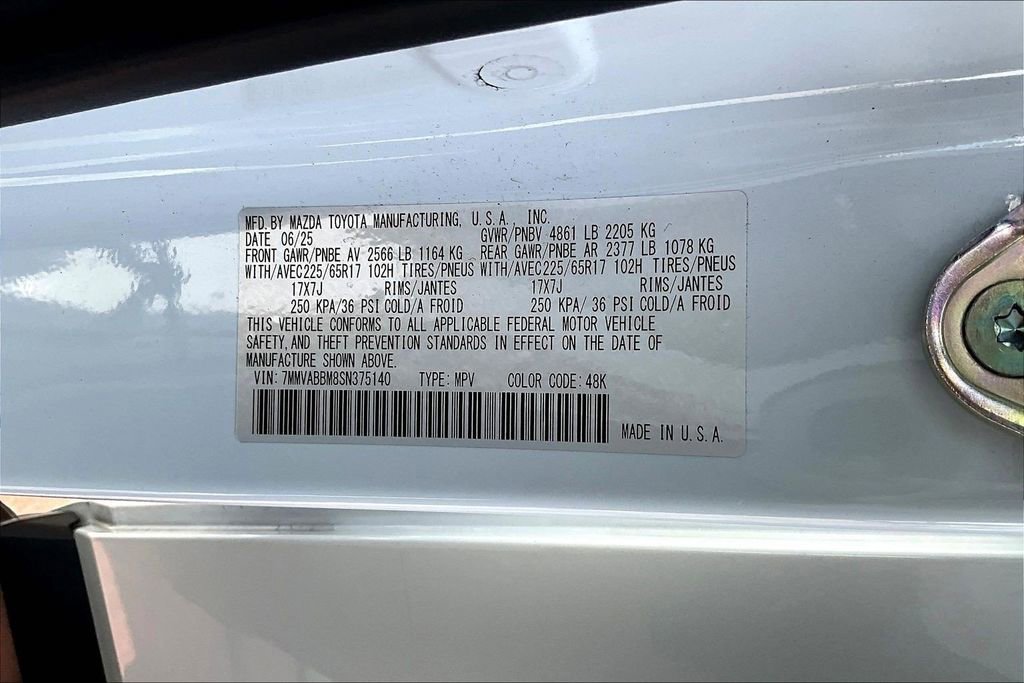 MFD. BY MAZDA TOYOTA MANUFACTURING, U.S.A., INC.
DATE 06/25 GVWR/PNBV 4861 LB 2205 KG
FRONT GAWR/PNBE AV 2566 LB 1164 KG REAR GAWR/PNBE AR 2377 LB 1078 KG
WITH/AVEC225/65R17 102H TIRES/PNEUS WITH/AVEC225/65R17 102H TIRES/PNEUS
17X7J RIMS/JANTES 17X7J RIMS/JANTES
250 KPA/36 PSI COLD/A FROID 250 KPA/ 36 PSI COLD/A FROID
THIS VEHICLE CONFORMS TO ALL APPLICABLE FEDERAL MOTOR VEHICLE
SAFETY, AND THEFT PREVENTION STANDARDS IN EFFECT ON THE DATE OF
MANUFACTURE SHOWN ABOVE.
VIN: 7MMVABBM8SN375140 TYPE: MPV COLOR CODE: 48K
MADE IN U.S.A.